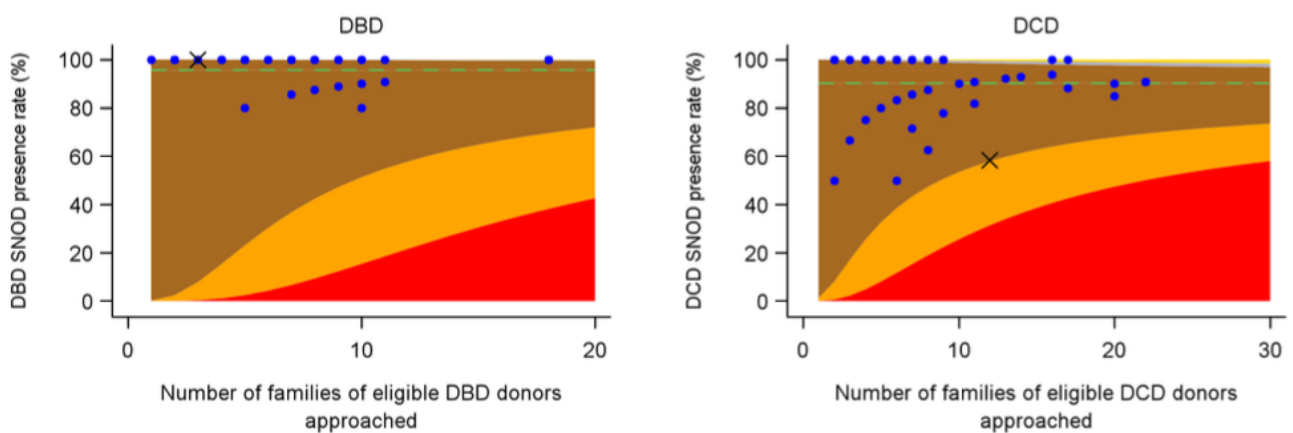 DBD
DBD SNOD presence rate (%)
100
80
60
40
20
0
0
10
20
Number of families of eligible DBD donors
approached
DCD
DCD SNOD presence rate (%)
100
80
60
40
20
0
0
10
20
30
Number of families of eligible DCD donors
approached